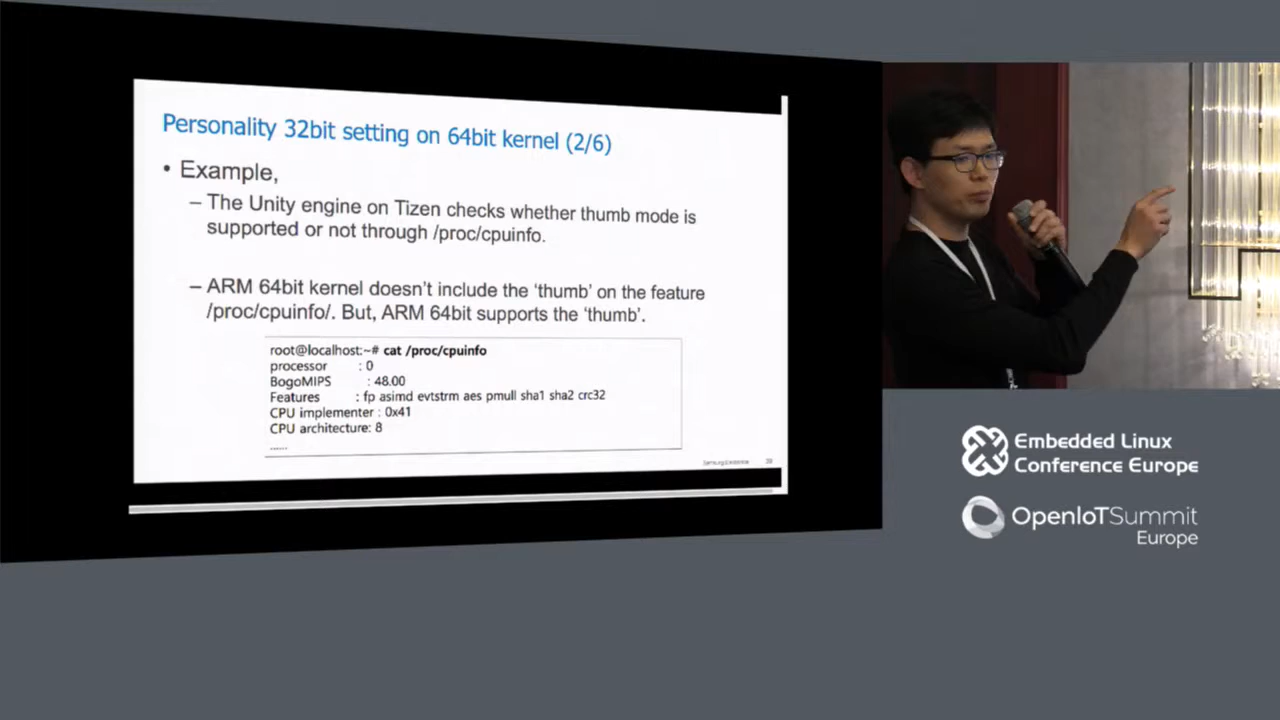 Personality 32bit setting on 64bit kernel (2/6)
• Example,
– The Unity engine on Tizen checks whether thumb mode is
supported or not through /proc/cpuinfo.
– ARM 64bit kernel doesn't include the 'thumb' on the feature
/proc/cpuinfo/. But, ARM 64bit supports the 'thumb'.
root@localhost:~# cat /proc/cpuinfo
processor : 0
BogoMIPS : 48.00
Features : fp asimd evtstrm aes pmull sha1 sha2 crc32
CPU implementer : 0x41
CPU architecture: 8
......
Samsung Electronics
Embedded Linux
Conference Europe
OpenIoTSummit
Europe